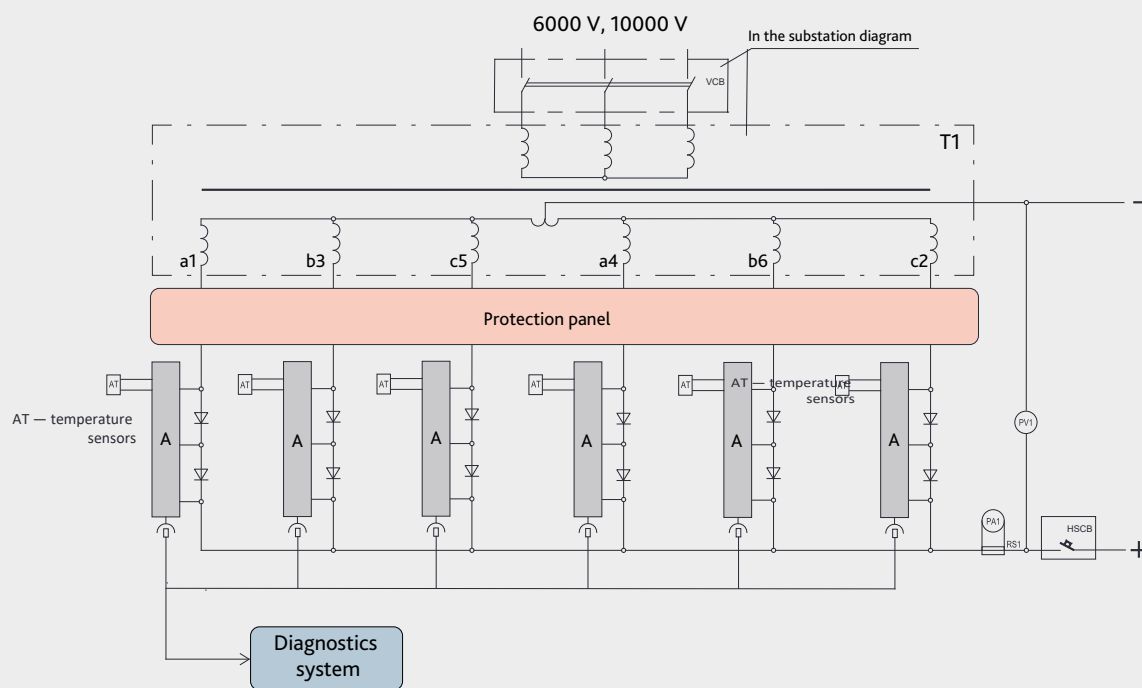 6000 V, 10000 V
In the substation diagram
VCB
T1
−
a1
b3
c5
a4
b6
c2
Protection panel
AT
AT
AT
AT
AT
AT
AT — temperature
sensors
AT — temperature
sensors
A
A
A
A
A
A
PV1
PA1
RS1
HSCB
+
Diagnostics
system